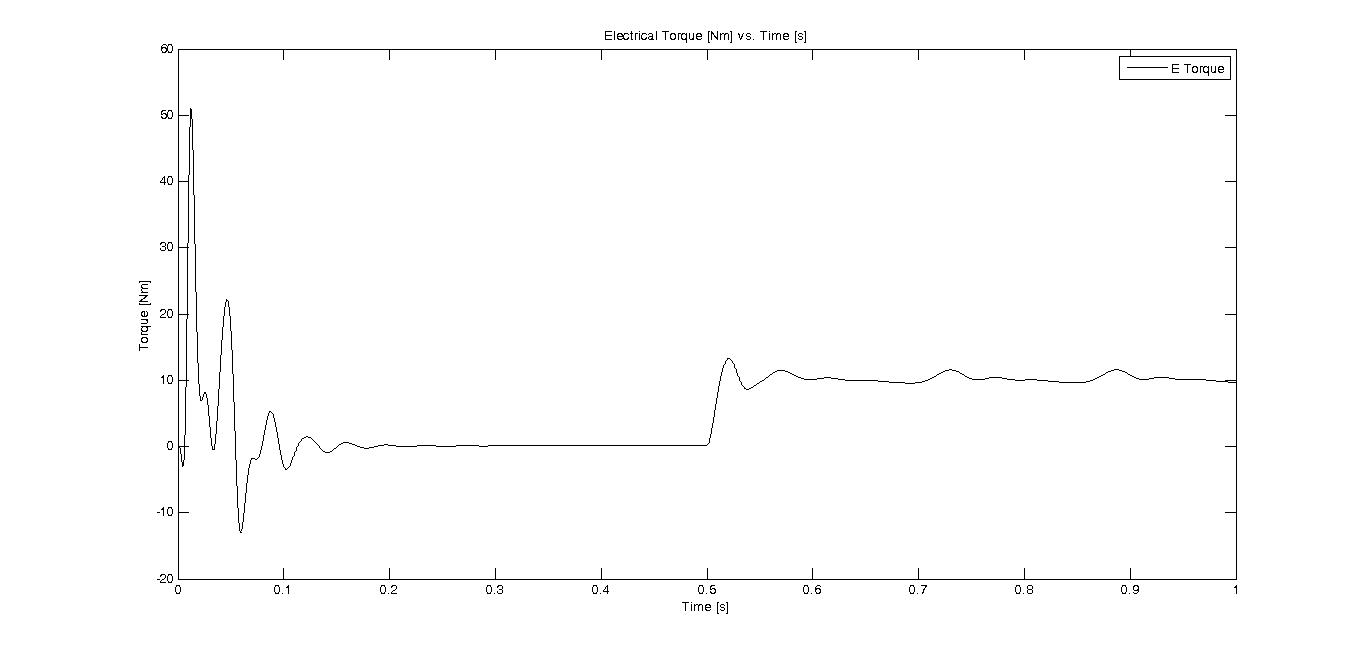 Electrical Torque [Nm] vs. Time [s]
E Torque
60
50
40
30
20
10
0
-10
-20
Torque [Nm]
0 0.1 0.2 0.3 0.4 0.5 0.6 0.7 0.8 0.9 1
Time [s]